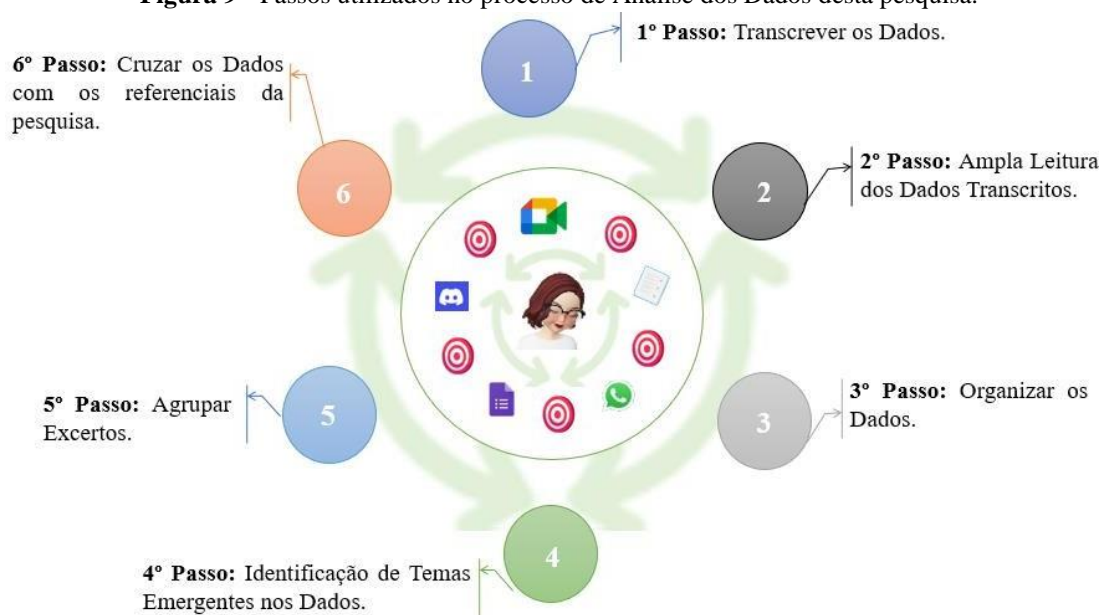 Figura 9 - Passos utilizados no processo de Análise dos Dados desta pesquisa.
1
1º Passo: Transcrever os Dados.
2
2º Passo: Ampla Leitura
dos Dados Transcritos.
3
3º Passo: Organizar os
Dados.
4
4º Passo: Identificação de Temas
Emergentes nos Dados.
5
5º Passo: Agrupar
Excertos.
6
6º Passo: Cruzar os Dados
com os referenciais da
pesquisa.